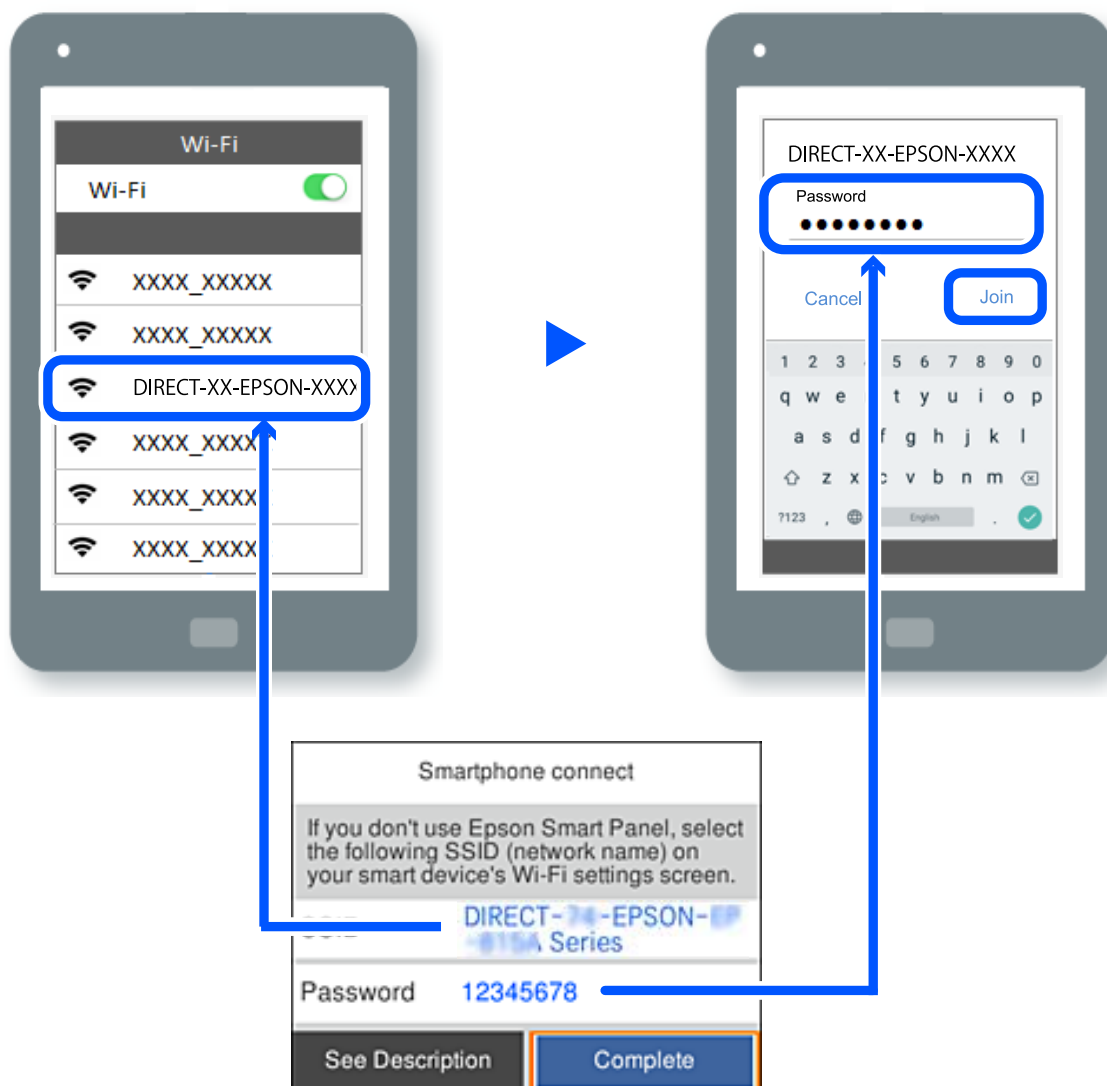 Wi-Fi
Wi-Fi
XXXX_XXXXX
XXXX_XXXXX
DIRECT-XX-EPSON-XXXX
XXXX_XXXX
XXXX_XXXX
XXXX_XXXX
DIRECT-XX-EPSON-XXXX
Password
●●●●●●●●
Cancel
Join
1 2 3 5 6 7 8 9 0
q w e t y u i o p
a s d f g h j k l
z x c v b n m
?123 , English .
Smartphone connect
If you don't use Epson Smart Panel, select
the following SSID (network name) on
your smart device's Wi-Fi settings screen.
DIRECT- -EPSON-
Series
Password 12345678
See Description
Complete